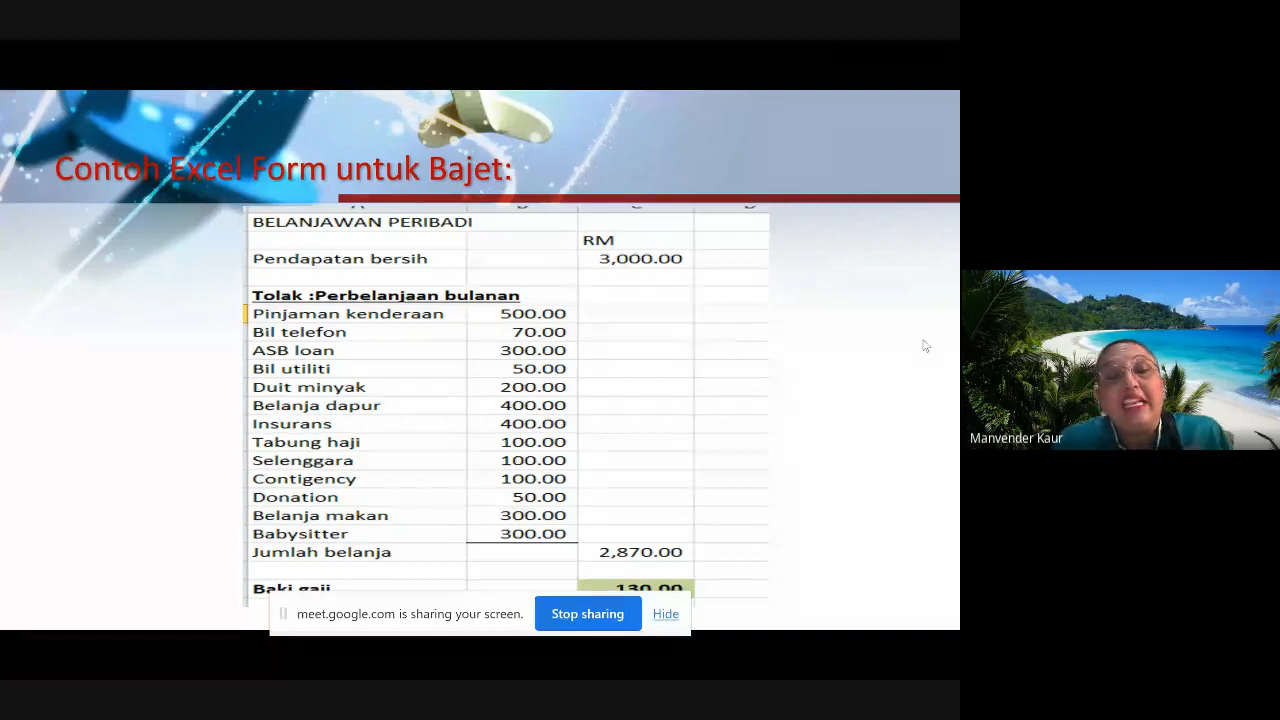 Contoh Excel Form untuk Bajet:
BELANJAWAN PERIBADI
RM
Pendapatan bersih 3,000.00
Tolak :Perbelanjaan bulanan
Pinjaman kenderaan 500.00
Bil telefon 70.00
ASB loan 300.00
Bil utiliti 50.00
Duit minyak 200.00
Belanja dapur 400.00
Insurans 400.00
Tabung haji 100.00
Selenggara 100.00
Contigency 100.00
Donation 50.00
Belanja makan 300.00
Babysitter 300.00
Jumlah belanja 2,870.00
Baki gaji 130.00
meet.google.com is sharing your screen. Stop sharing Hide
Manvender Kaur